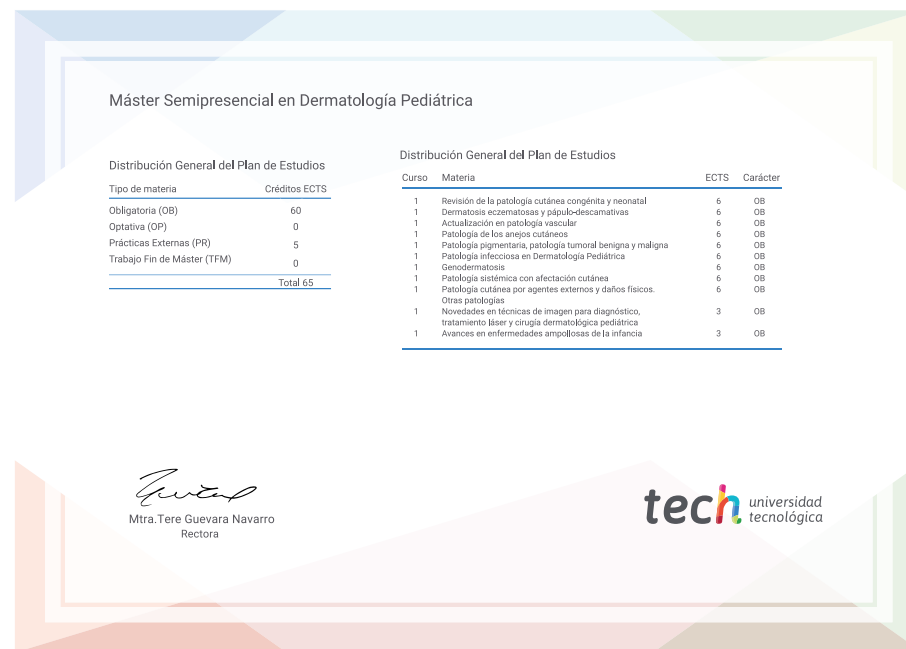 Máster Semipresencial en Dermatología Pediátrica
Distribución General del Plan de Estudios
Tipo de materia Créditos ECTS
Obligatoria (OB) 60
Optativa (OP) 0
Prácticas Externas (PR) 5
Trabajo Fin de Máster (TFM) 0
Total 65
Distribución General del Plan de Estudios
Curso Materia ECTS Carácter
1 Revisión de la patología cutánea congénita y neonatal 6 OB
1 Dermatosis eczematosas y pápulo-descamativas 6 OB
1 Actualización en patología vascular 6 OB
1 Patología de los anejos cutáneos 6 OB
1 Patología pigmentaria, patología tumoral benigna y maligna 6 OB
1 Patología infecciosa en Dermatología Pediátrica 6 OB
1 Genodermatosis 6 OB
1 Patología sistémica con afectación cutánea 6 OB
1 Patología cutánea por agentes externos y daños físicos. 6 OB
Otras patologías
1 Novedades en técnicas de imagen para diagnóstico, 3 OB
tratamiento láser y cirugía dermatológica pediátrica
1 Avances en enfermedades ampollosas de la infancia 3 OB
Mtra.Tere Guevara Navarro
Rectora
tech universidad
tecnológica